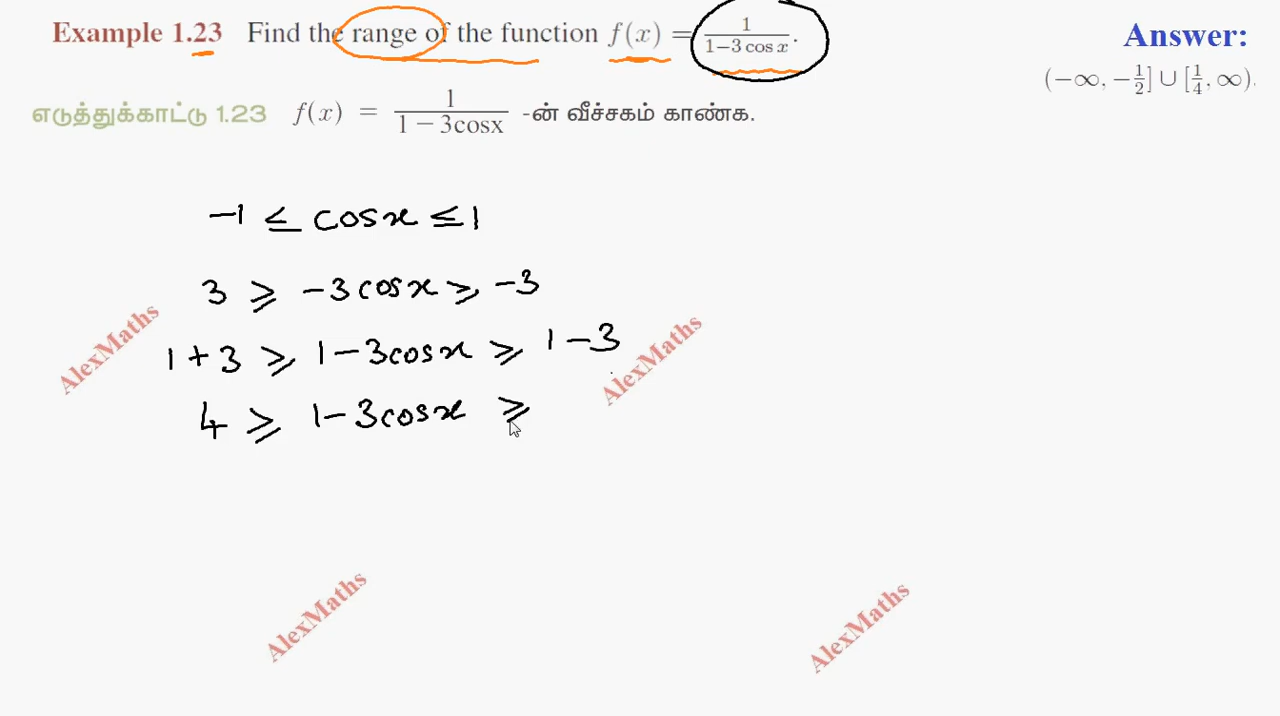 Example 1.23 Find the range of the function f(x) = 1/(1−3 cos x).
Answer:
(−∞, −1/2] ∪ [1/4, ∞).
எடுத்துக்காட்டு 1.23 f(x) = 1/(1 − 3cosx) -ன் வீச்சகம் காண்க.
−1 ≤ cosx ≤ 1
3 ≥ −3cosx ≥ −3
1+3 ≥ 1−3cosx ≥ 1−3
4 ≥ 1−3cosx ≥
AlexMaths
AlexMaths
AlexMaths
AlexMaths